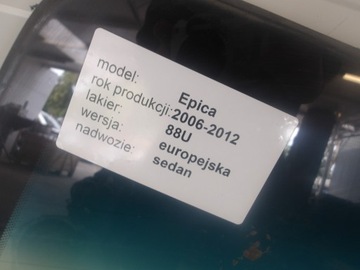 model: Epica
rok produkcji: 2006-2012
lakier: 88U
wersja: europejska
nadwozie: sedan